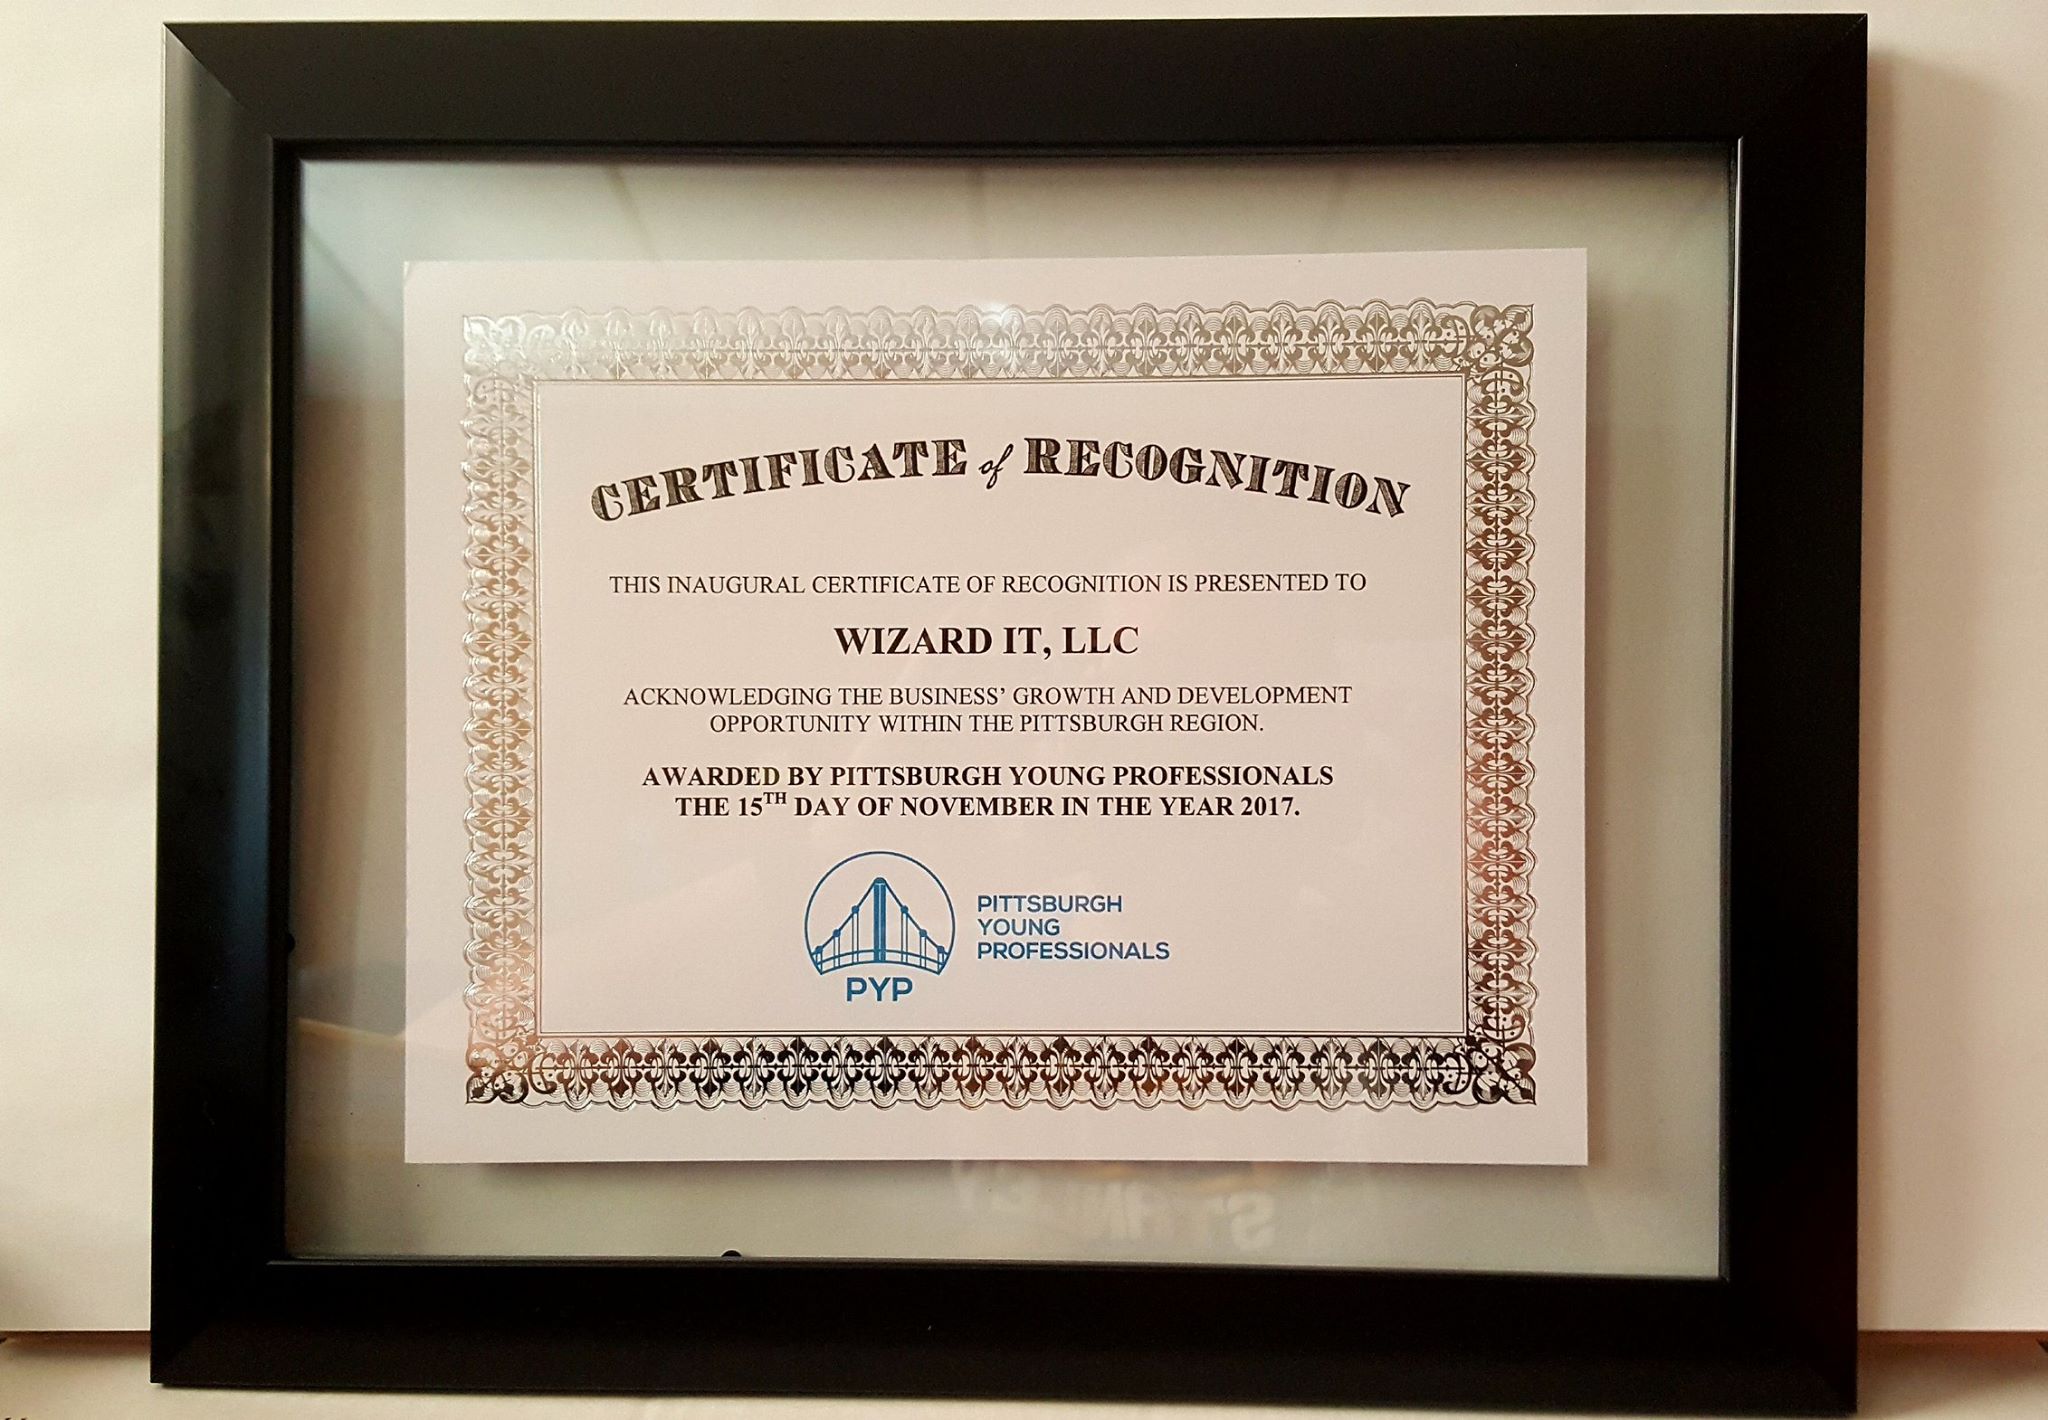 CERTIFICATE of RECOGNITION
THIS INAUGURAL CERTIFICATE OF RECOGNITION IS PRESENTED TO
WIZARD IT, LLC
ACKNOWLEDGING THE BUSINESS' GROWTH AND DEVELOPMENT
OPPORTUNITY WITHIN THE PITTSBURGH REGION.
AWARDED BY PITTSBURGH YOUNG PROFESSIONALS
THE 15TH DAY OF NOVEMBER IN THE YEAR 2017.
PYP
PITTSBURGH
YOUNG
PROFESSIONALS